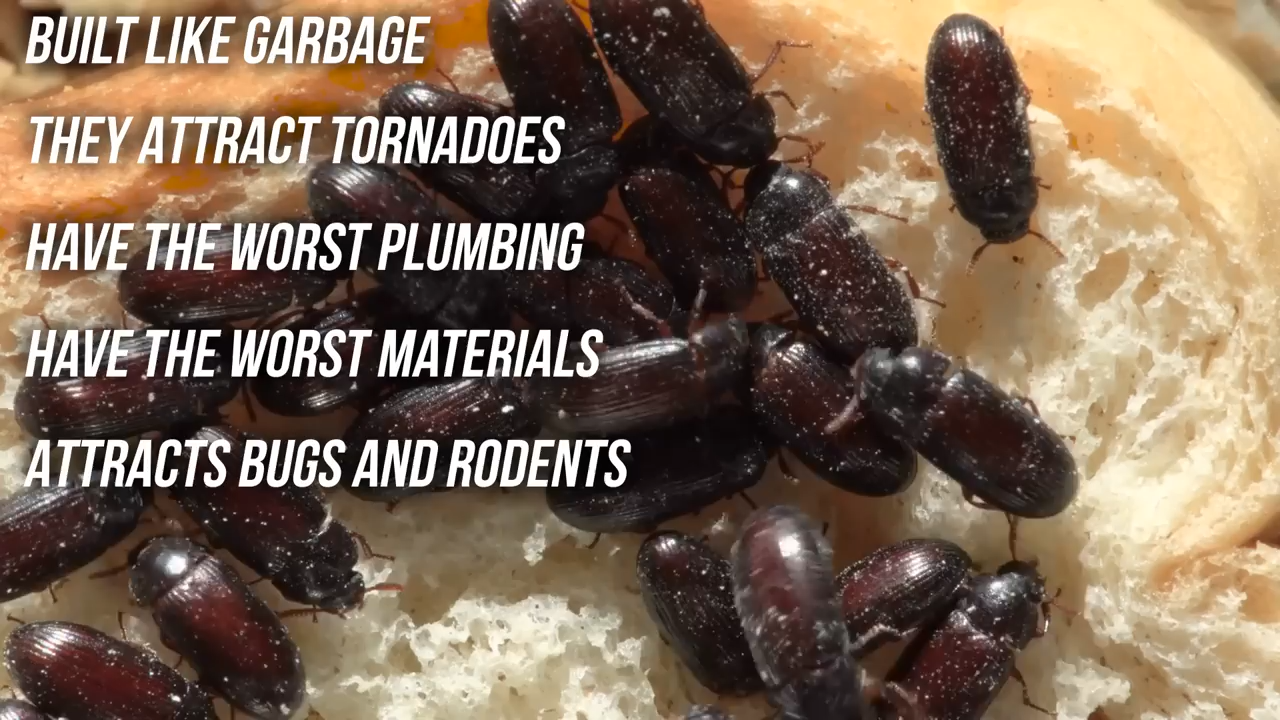 BUILT LIKE GARBAGE
THEY ATTRACT TORNADOES
HAVE THE WORST PLUMBING
HAVE THE WORST MATERIALS
ATTRACTS BUGS AND RODENTS